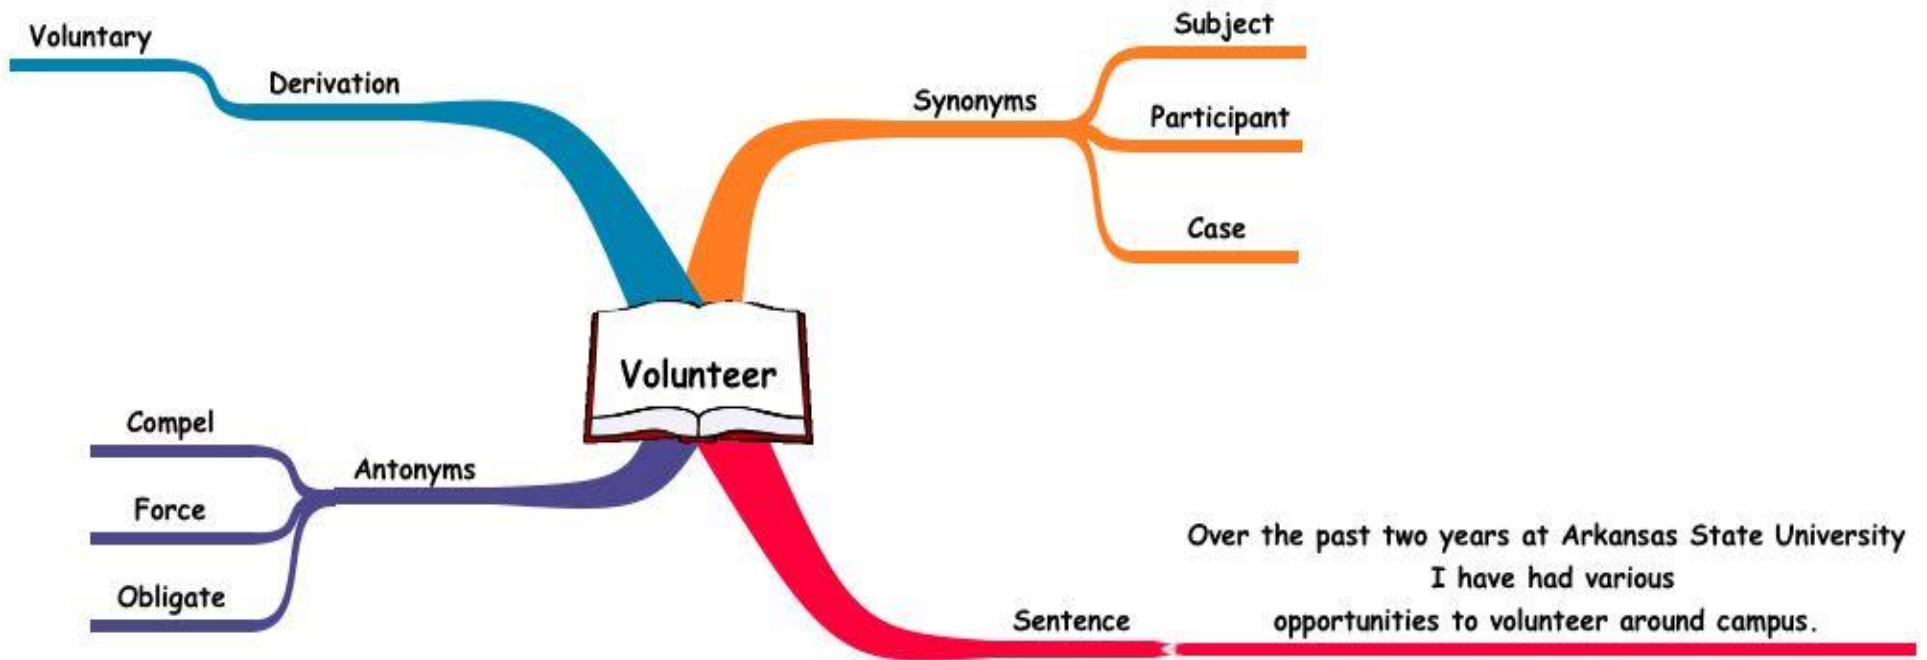 Voluntary
Derivation
Synonyms
Subject
Participant
Case
Volunteer
Antonyms
Compel
Force
Obligate
Sentence
Over the past two years at Arkansas State University
I have had various
opportunities to volunteer around campus.